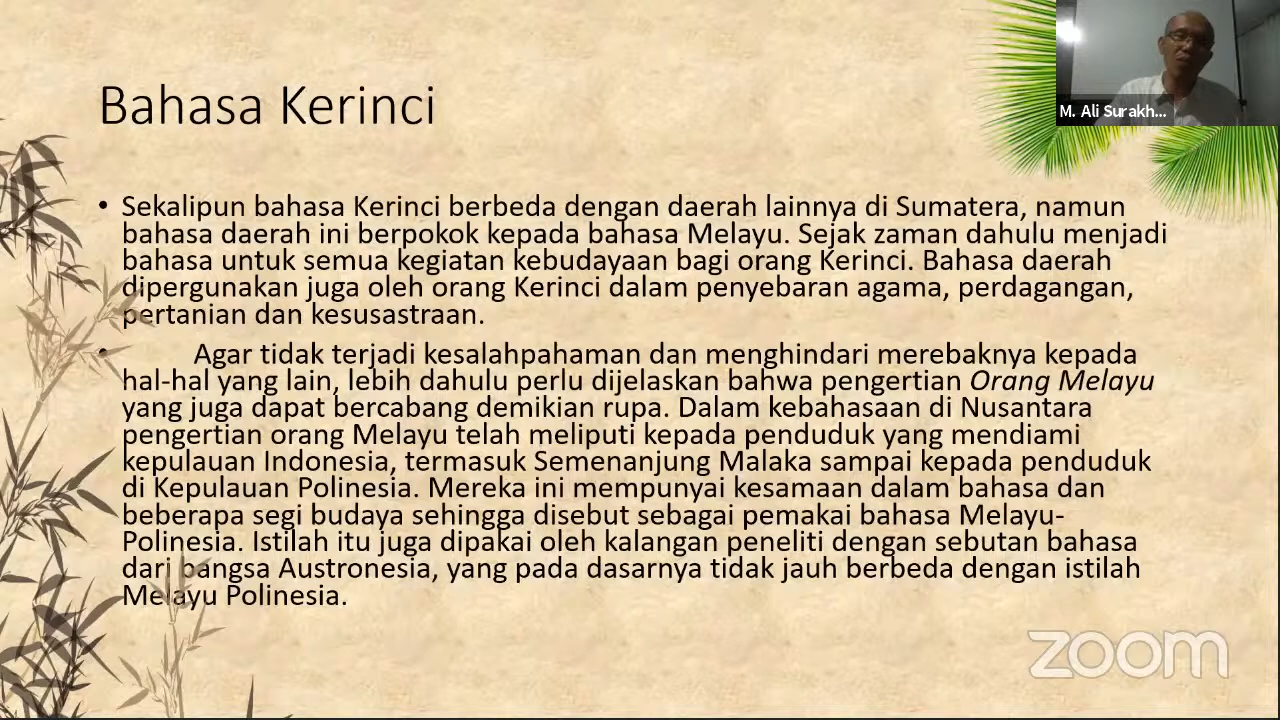 M. Ali Surakh...
Bahasa Kerinci
• Sekalipun bahasa Kerinci berbeda dengan daerah lainnya di Sumatera, namun
bahasa daerah ini berpokok kepada bahasa Melayu. Sejak zaman dahulu menjadi
bahasa untuk semua kegiatan kebudayaan bagi orang Kerinci. Bahasa daerah
dipergunakan juga oleh orang Kerinci dalam penyebaran agama, perdagangan,
pertanian dan kesusastraan.
• Agar tidak terjadi kesalahpahaman dan menghindari merebaknya kepada
hal-hal yang lain, lebih dahulu perlu dijelaskan bahwa pengertian Orang Melayu
yang juga dapat bercabang demikian rupa. Dalam kebahasaan di Nusantara
pengertian orang Melayu telah meliputi kepada penduduk yang mendiami
kepulauan Indonesia, termasuk Semenanjung Malaka sampai kepada penduduk
di Kepulauan Polinesia. Mereka ini mempunyai kesamaan dalam bahasa dan
beberapa segi budaya sehingga disebut sebagai pemakai bahasa Melayu-
Polinesia. Istilah itu juga dipakai oleh kalangan peneliti dengan sebutan bahasa
dari bangsa Austronesia, yang pada dasarnya tidak jauh berbeda dengan istilah
Melayu Polinesia.
zoom